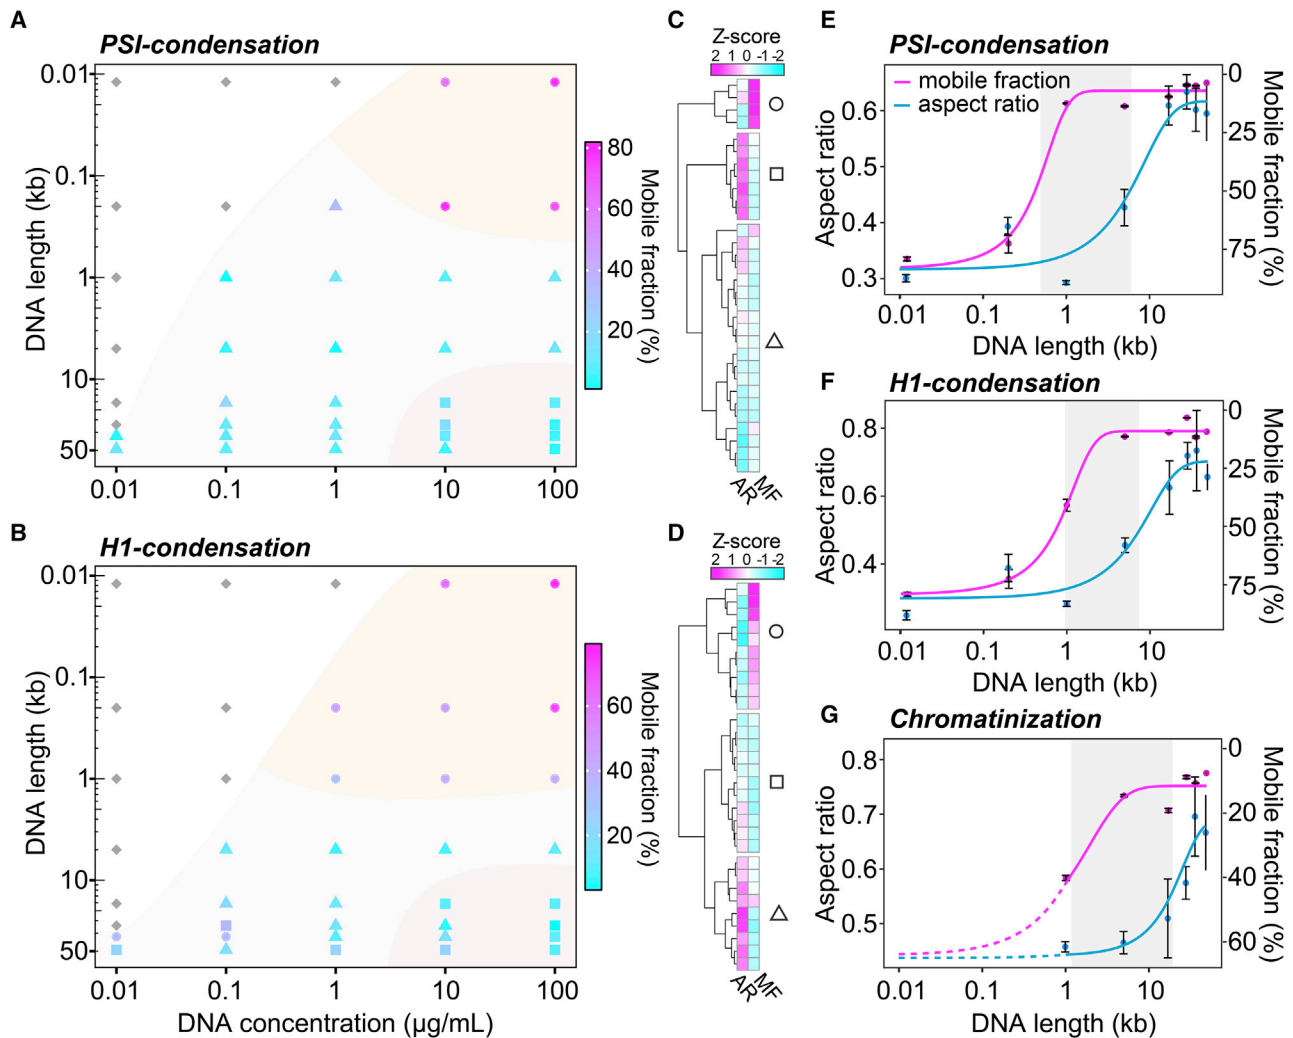 A
PSI-condensation
0.01
0.1
1
10
50
DNA length (kb)
0.01 0.1 1 10 100
80
60
40
20
Mobile fraction (%)
B
H1-condensation
0.01
0.1
1
10
50
DNA length (kb)
0.01 0.1 1 10 100
DNA concentration (µg/mL)
60
40
20
Mobile fraction (%)
C
Z-score
2 1 0 -1 -2
AR MF
D
Z-score
2 1 0 -1 -2
AR MF
E
PSI-condensation
mobile fraction
aspect ratio
0.6
0.5
0.4
0.3
Aspect ratio
0
25
50
75
Mobile fraction (%)
0.01 0.1 1 10
DNA length (kb)
F
H1-condensation
0.8
0.6
0.4
Aspect ratio
0
25
50
75
Mobile fraction (%)
0.01 0.1 1 10
DNA length (kb)
G
Chromatinization
0.8
0.7
0.6
0.5
Aspect ratio
0
20
40
60
Mobile fraction (%)
0.01 0.1 1 10
DNA length (kb)